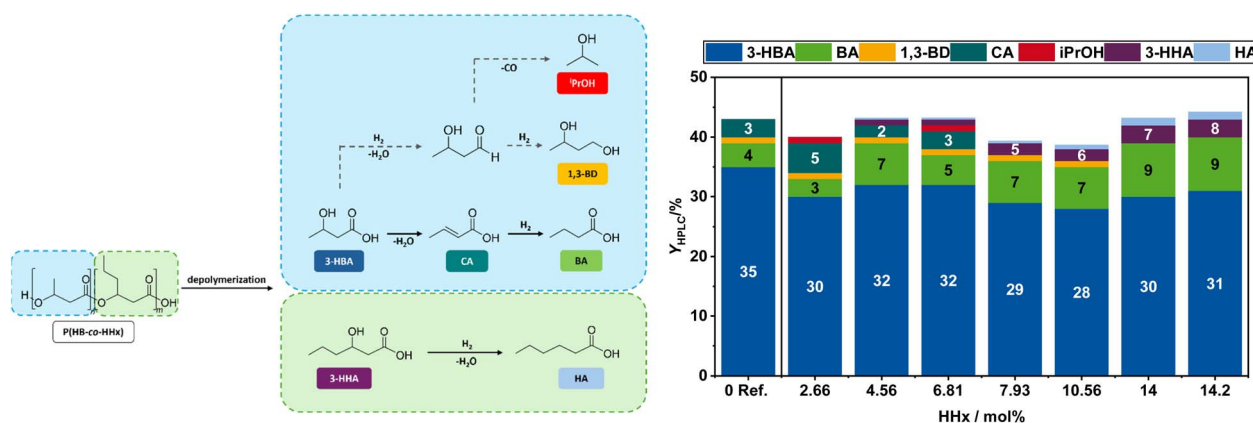 OH
-CO
iPrOH
H2
-H2O
OH O
H
H2
OH
OH
1,3-BD
OH O
OH
-H2O
O
OH
H2
O
OH
3-HBA
CA
BA
depolymerization
H O O O O OH
n m
P(HB-co-HHx)
OH O
OH
H2
-H2O
O
OH
3-HHA
HA
3-HBA BA 1,3-BD CA iPrOH 3-HHA HA
YHPLC/%
50
40
30
20
10
0
3 4 35
5 3 30
2 7 32
3 5 32
5 7 29
6 7 28
7 9 30
8 9 31
0 Ref. 2.66 4.56 6.81 7.93 10.56 14 14.2
HHx / mol%